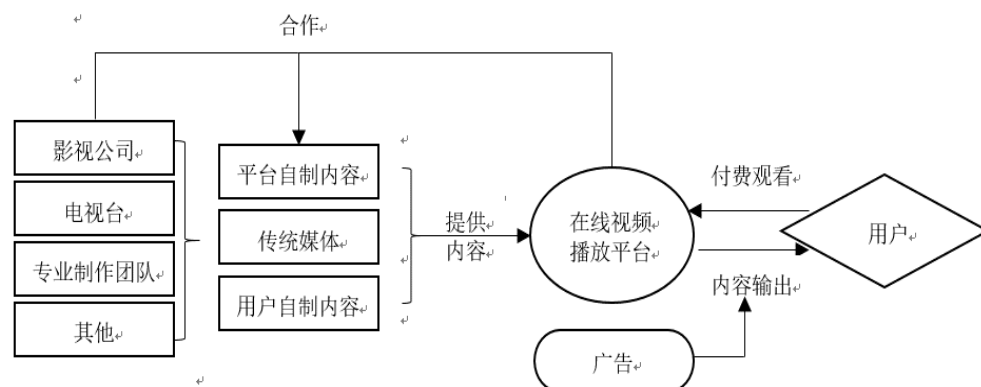 合作
影视公司
电视台
专业制作团队
其他
平台自制内容
传统媒体
用户自制内容
提供
内容
在线视频
播放平台
付费观看
内容输出
用户
广告